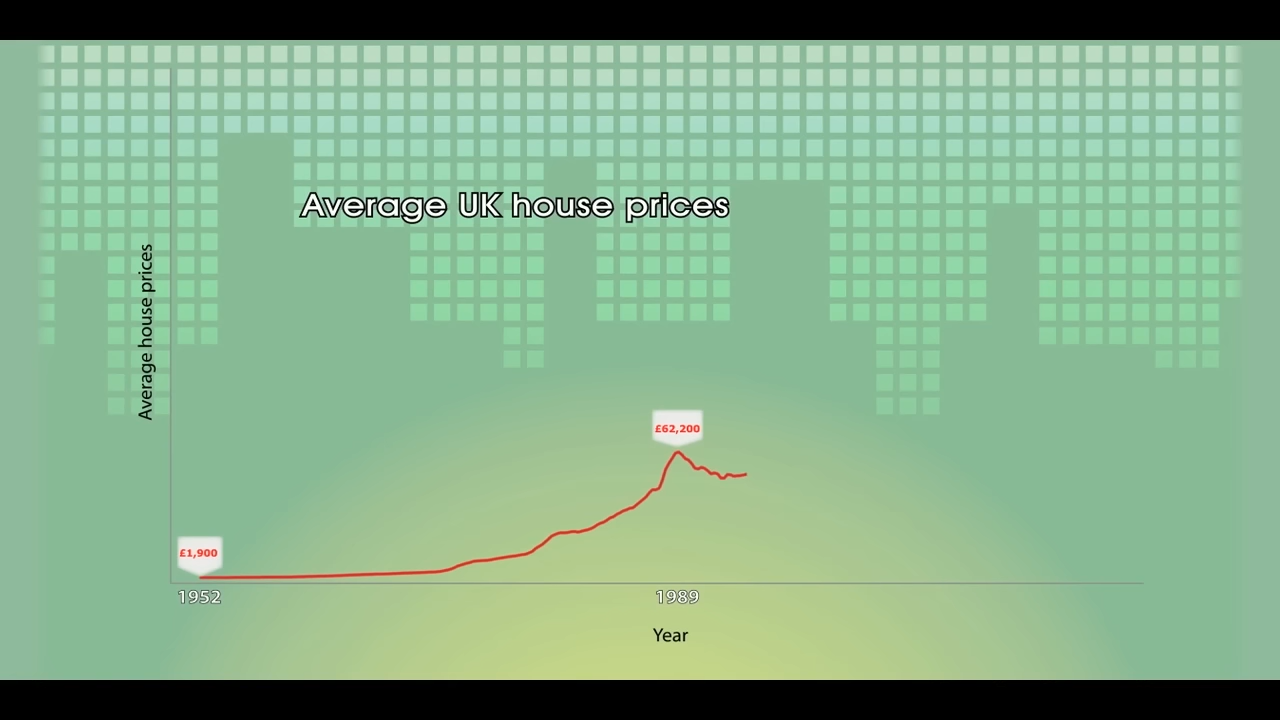 Average UK house prices
Average house prices
£62,200
£1,900
1952
1989
Year